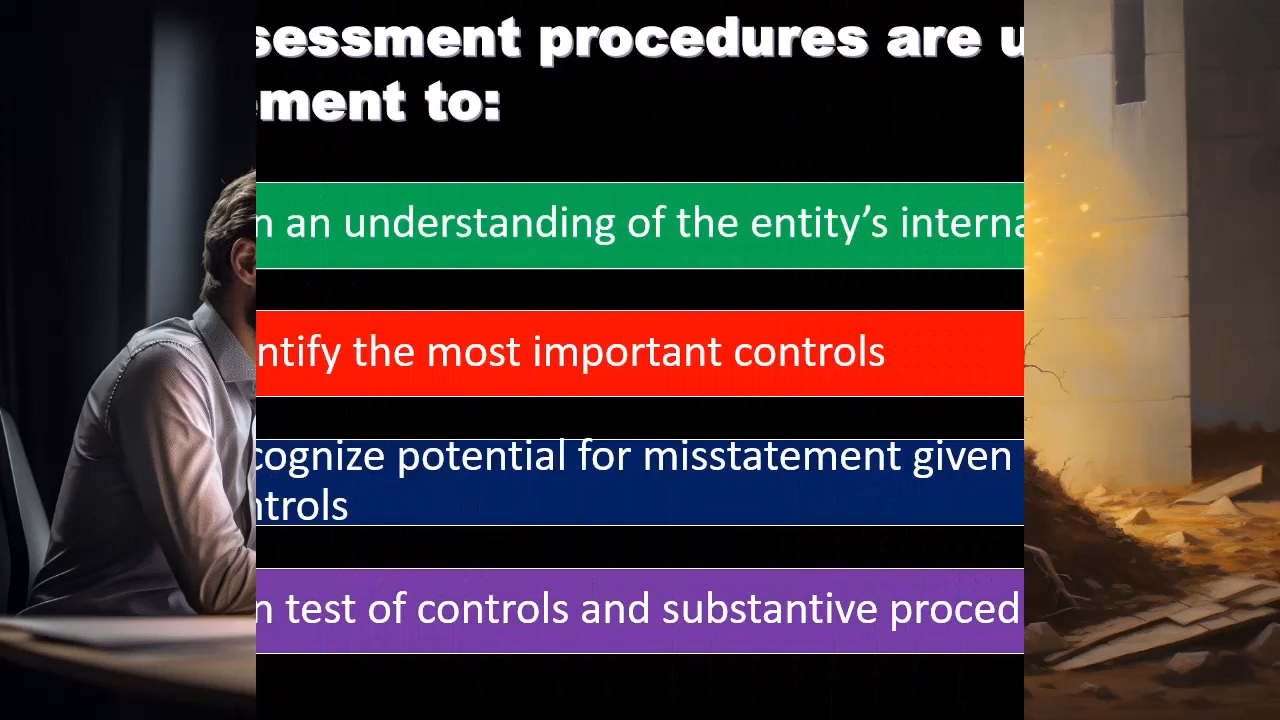 sessment procedures are u
ement to:
n an understanding of the entity’s interna
ntify the most important controls
cognize potential for misstatement given
ntrols
n test of controls and substantive proced